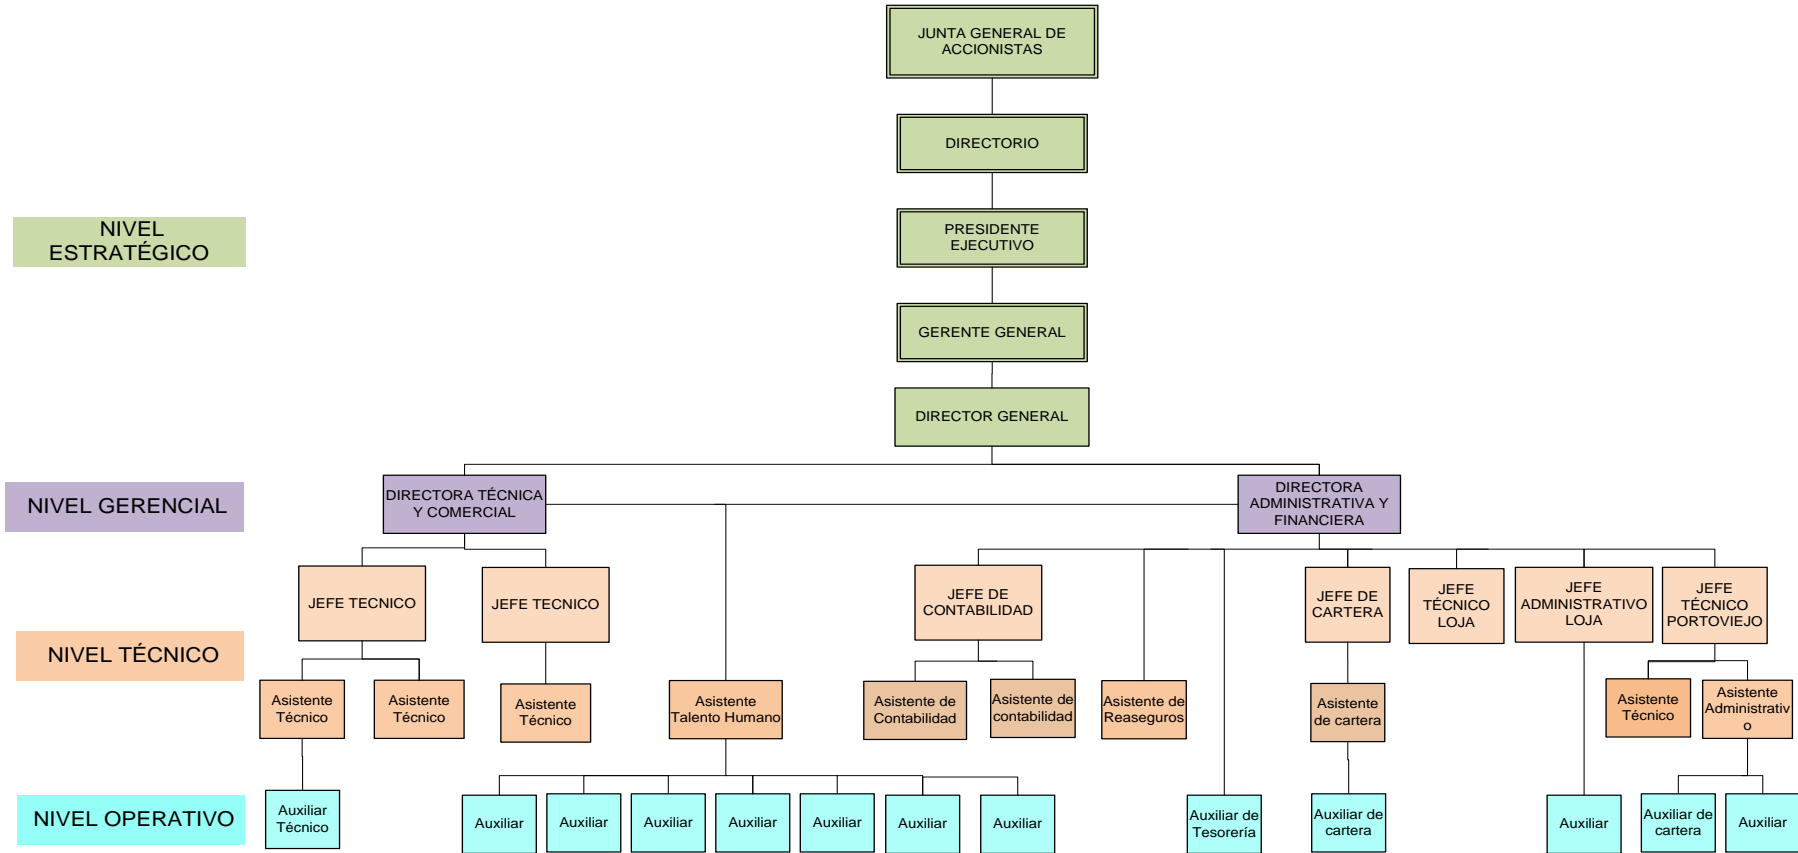 JUNTA GENERAL DE
ACCIONISTAS
DIRECTORIO
NIVEL
ESTRATÉGICO
PRESIDENTE
EJECUTIVO
GERENTE GENERAL
DIRECTOR GENERAL
NIVEL GERENCIAL
DIRECTORA TÉCNICA
Y COMERCIAL
DIRECTORA
ADMINISTRATIVA Y
FINANCIERA
JEFE TECNICO
JEFE TECNICO
JEFE DE
CONTABILIDAD
JEFE DE
CARTERA
JEFE
TÉCNICO
LOJA
JEFE
ADMINISTRATIVO
LOJA
JEFE
TÉCNICO
PORTOVIEJO
NIVEL TÉCNICO
Asistente
Técnico
Asistente
Técnico
Asistente
Técnico
Asistente
Talento Humano
Asistente de
Contabilidad
Asistente de
contabilidad
Asistente de
Reaseguros
Asistente
de cartera
Asistente
Técnico
Asistente
Administrativ
o
NIVEL OPERATIVO
Auxiliar
Técnico
Auxiliar
Auxiliar
Auxiliar
Auxiliar
Auxiliar
Auxiliar
Auxiliar
Auxiliar de
Tesorería
Auxiliar de
cartera
Auxiliar
Auxiliar de
cartera
Auxiliar